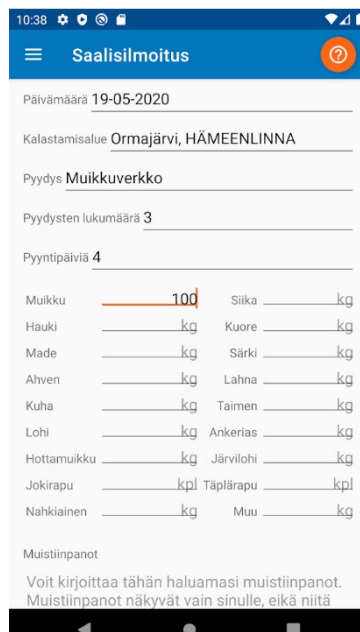 10:38
Saalisilmoitus
Päivämäärä 19-05-2020
Kalastamisalue Ormajärvi, HÄMEENLINNA
Pyydys Muikkuverkko
Pyydysten lukumäärä 3
Pyyntipäiviä 4
Muikku 100 Siika kg
Hauki kg Kuore kg
Made kg Särki kg
Ahven kg Lahna kg
Kuha kg Taimen kg
Lohi kg Ankerias kg
Hottamuikku kg Järvilohi kg
Jokirapu kpl Täplärapu kpl
Nahkiainen kg Muu kg
Muistiinpanot
Voit kirjoittaa tähän haluamasi muistiinpanot.
Muistiinpanot näkyvät vain sinulle, eikä niitä